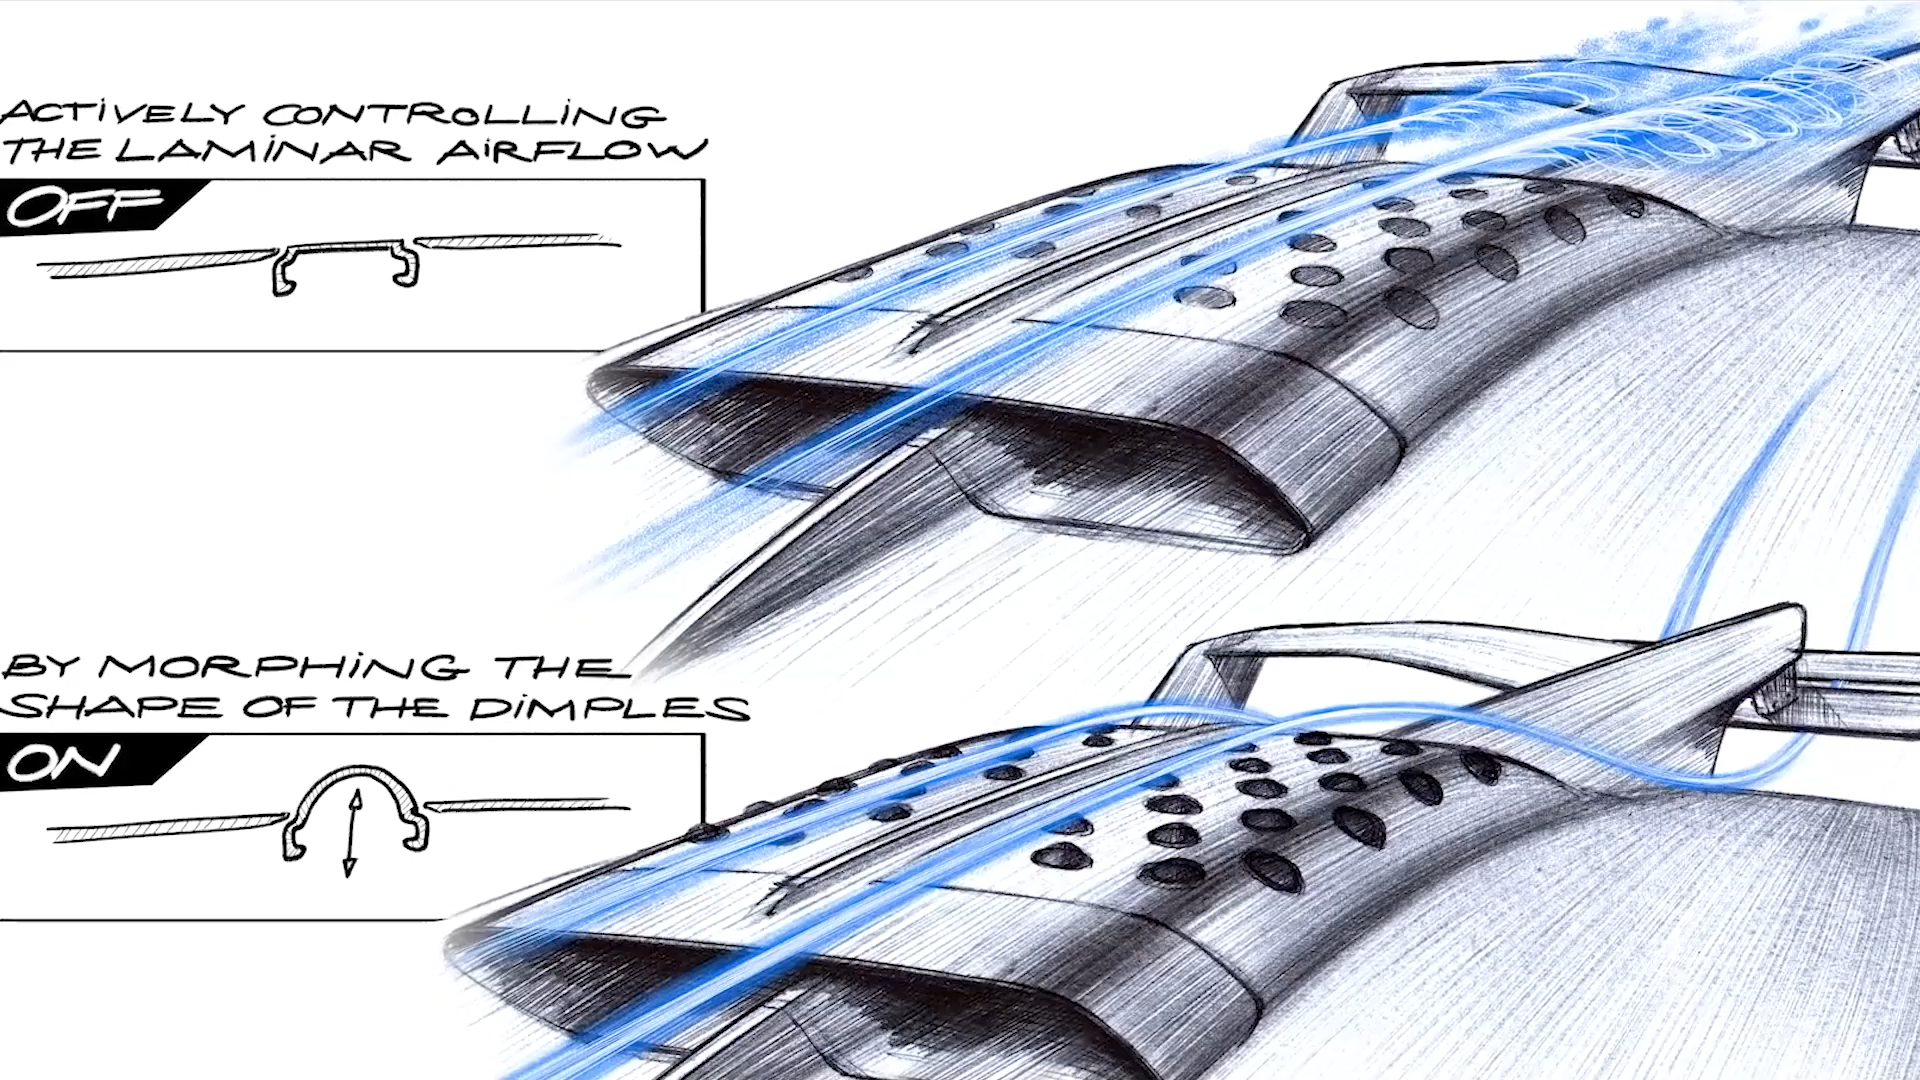 ACTIVELY CONTROLLING
THE LAMINAR AIRFLOW
OFF
BY MORPHING THE
SHAPE OF THE DIMPLES
ON